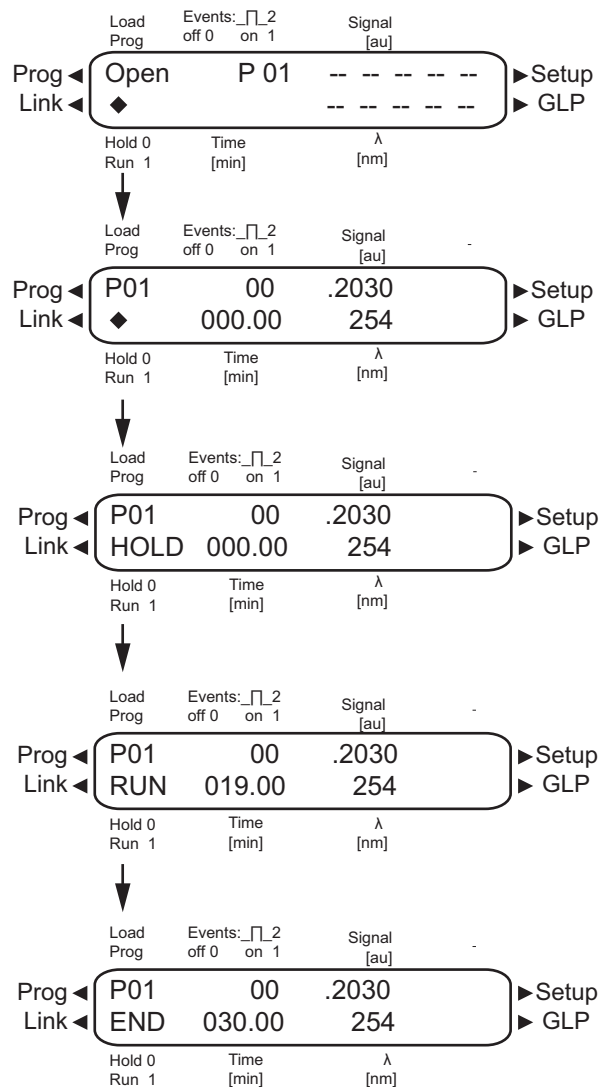 Load Events:_∏_2 Signal
Prog off 0 on 1 [au]
Prog ◄ Open P 01 -- -- -- -- -- ►Setup
Link ◄ ◆ -- -- -- -- -- ► GLP
Hold 0 Time λ
Run 1 [min] [nm]
Load Events:_∏_2 Signal -
Prog off 0 on 1 [au]
Prog ◄ P01 00 .2030 ►Setup
Link ◄ ◆ 000.00 254 ► GLP
Hold 0 Time λ
Run 1 [min] [nm]
Load Events:_∏_2 Signal -
Prog off 0 on 1 [au]
Prog ◄ P01 00 .2030 ►Setup
Link ◄ HOLD 000.00 254 ► GLP
Hold 0 Time λ
Run 1 [min] [nm]
Load Events:_∏_2 Signal -
Prog off 0 on 1 [au]
Prog ◄ P01 00 .2030 ►Setup
Link ◄ RUN 019.00 254 ► GLP
Hold 0 Time λ
Run 1 [min] [nm]
Load Events:_∏_2 Signal -
Prog off 0 on 1 [au]
Prog ◄ P01 00 .2030 ►Setup
Link ◄ END 030.00 254 ► GLP
Hold 0 Time λ
Run 1 [min] [nm]